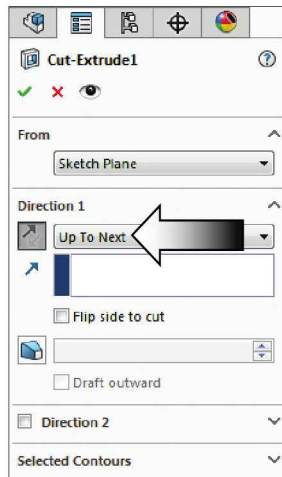 Cut-Extrude1
From
Sketch Plane
Direction 1
Up To Next
Flip side to cut
Draft outward
Direction 2
Selected Contours